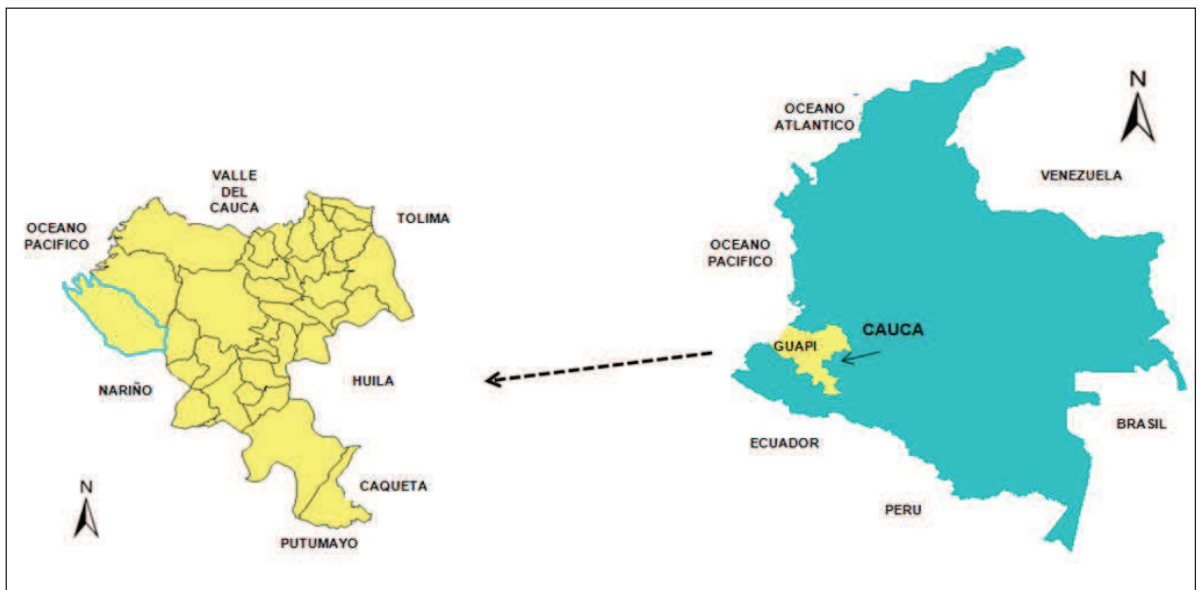 VALLE
DEL
CAUCA
TOLIMA
OCEANO
PACIFICO
NARIÑO
HUILA
CAQUETA
PUTUMAYO
N
OCEANO
ATLANTICO
N
VENEZUELA
OCEANO
PACIFICO
CAUCA
GUAPI
BRASIL
ECUADOR
PERU